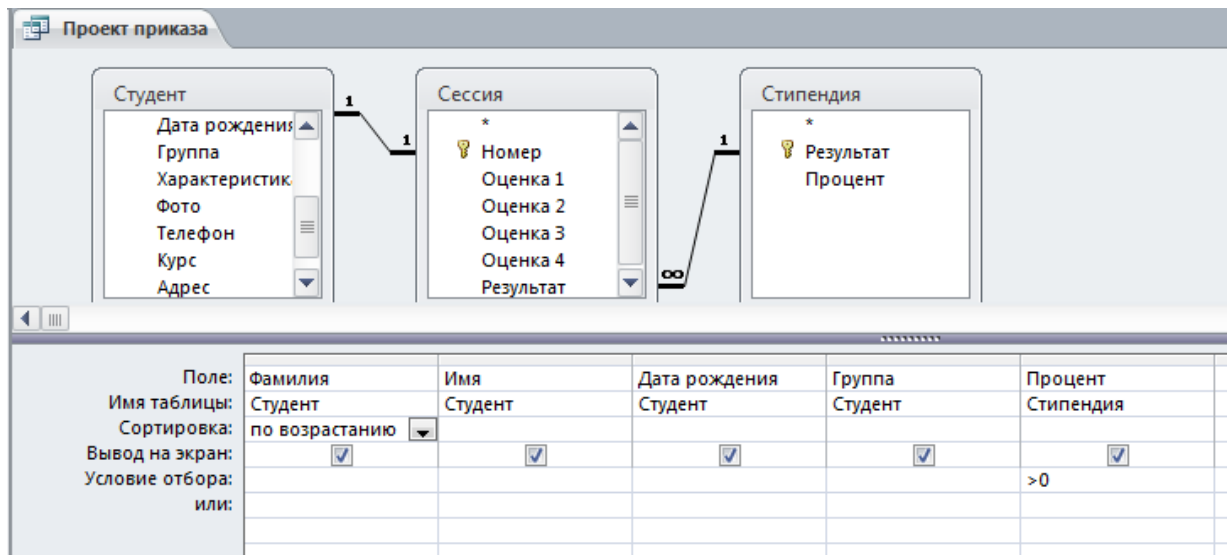 Проект приказа
Студент
Дата рождения
Группа
Характеристик
Фото
Телефон
Курс
Адрес
1
1
Сессия
*
Номер
Оценка 1
Оценка 2
Оценка 3
Оценка 4
Результат
∞
1
Стипендия
*
Результат
Процент
Поле: Фамилия Имя Дата рождения Группа Процент
Имя таблицы: Студент Студент Студент Студент Стипендия
Сортировка: по возрастанию
Вывод на экран:
Условие отбора: >0
или: